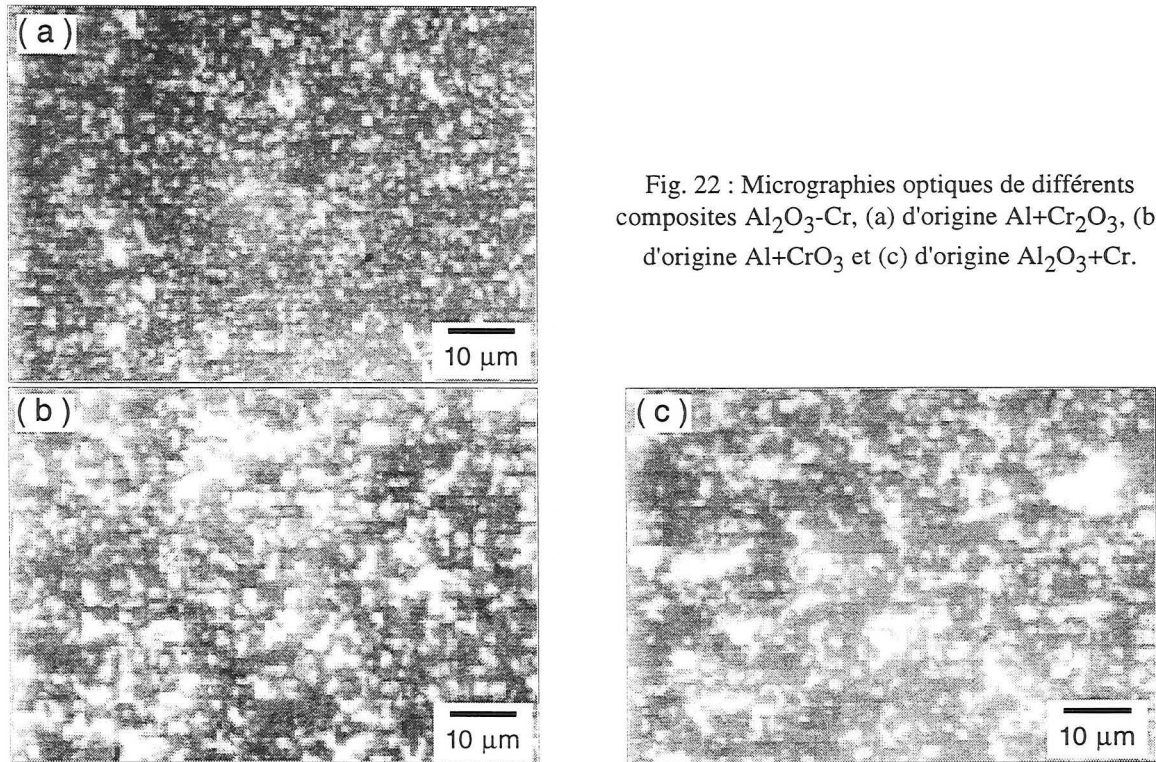 (a)
10 µm
Fig. 22 : Micrographies optiques de différents
composites Al₂O₃-Cr, (a) d'origine Al+Cr₂O₃, (b
d'origine Al+CrO₃ et (c) d'origine Al₂O₃+Cr.
(b)
10 µm
(c)
10 µm